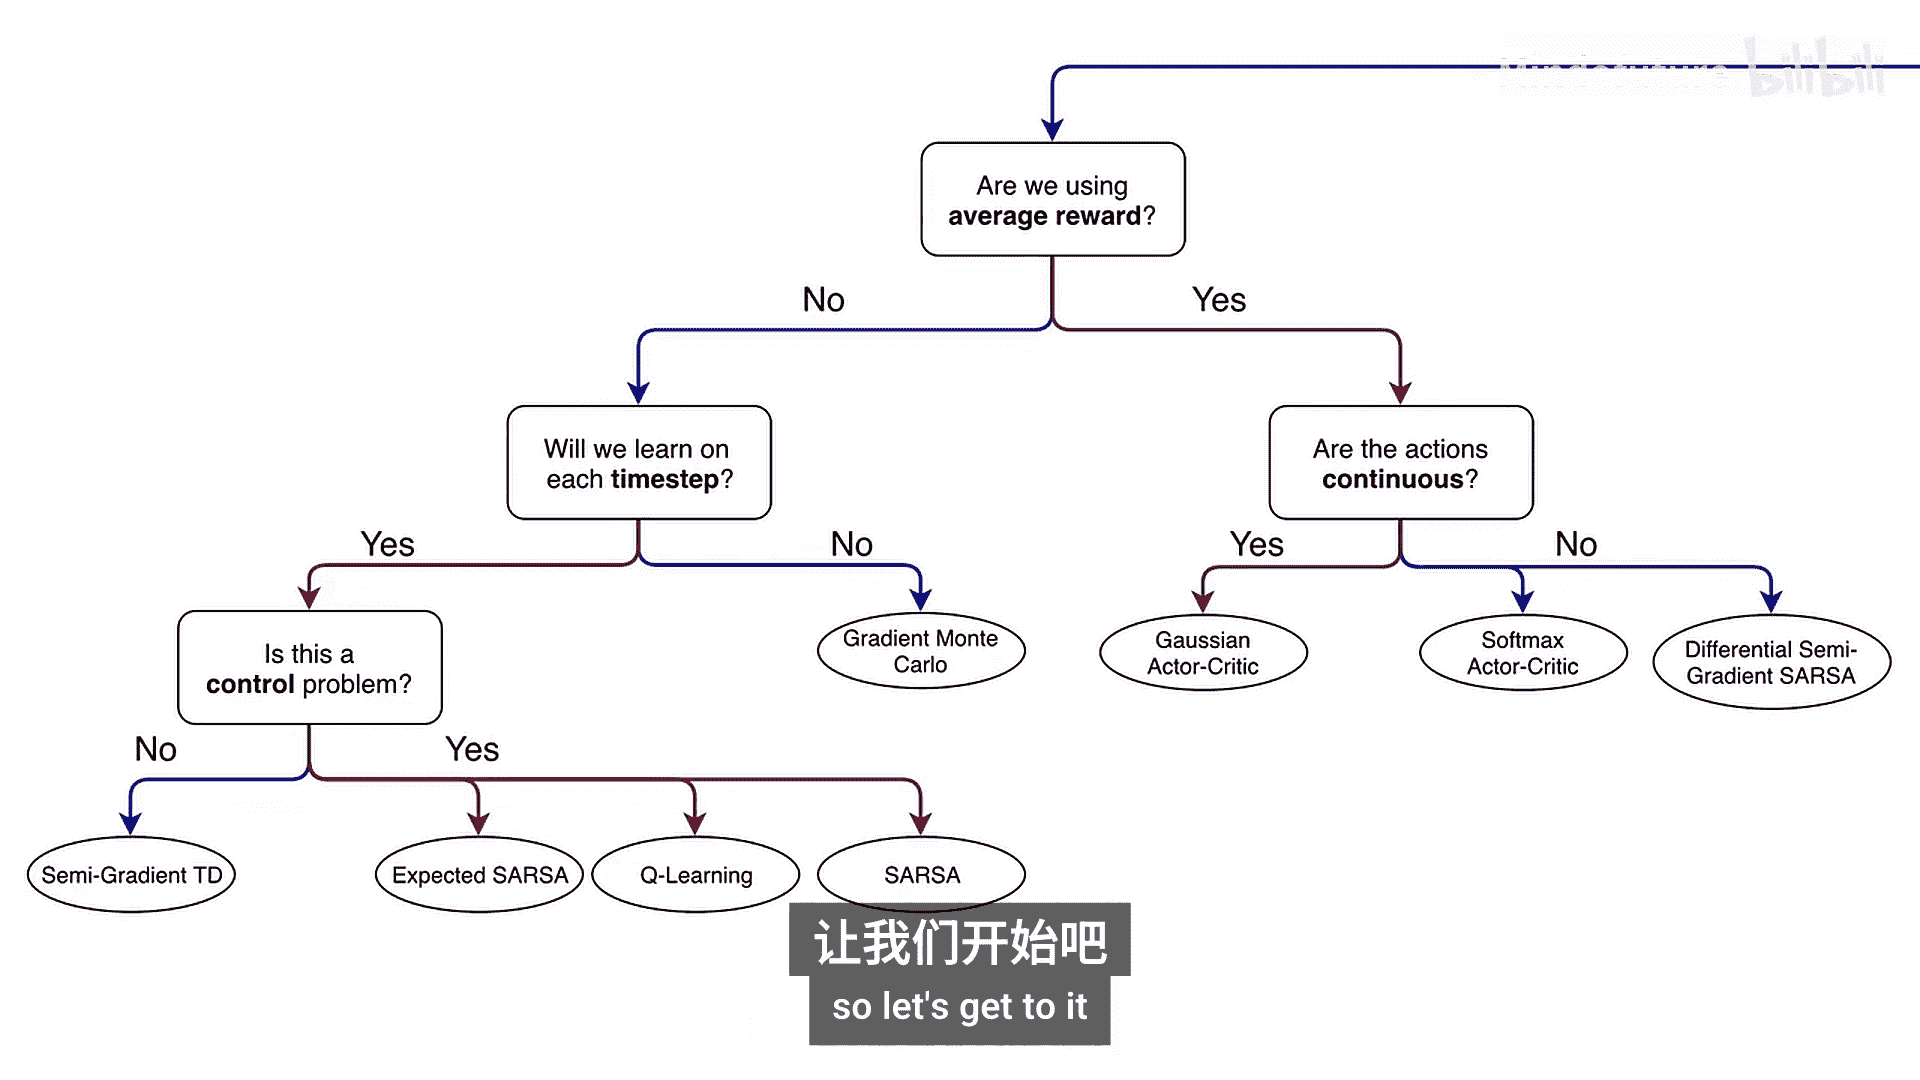 bilibili
Are we using
average reward?
No
Yes
Will we learn on
each timestep?
Are the actions
continuous?
Yes
No
Yes
No
Is this a
control problem?
Gradient Monte
Carlo
Gaussian
Actor-Critic
Softmax
Actor-Critic
Differential Semi-
Gradient SARSA
No
Yes
Semi-Gradient TD
Expected SARSA
Q-Learning
SARSA
让我们开始吧
so let's get to it